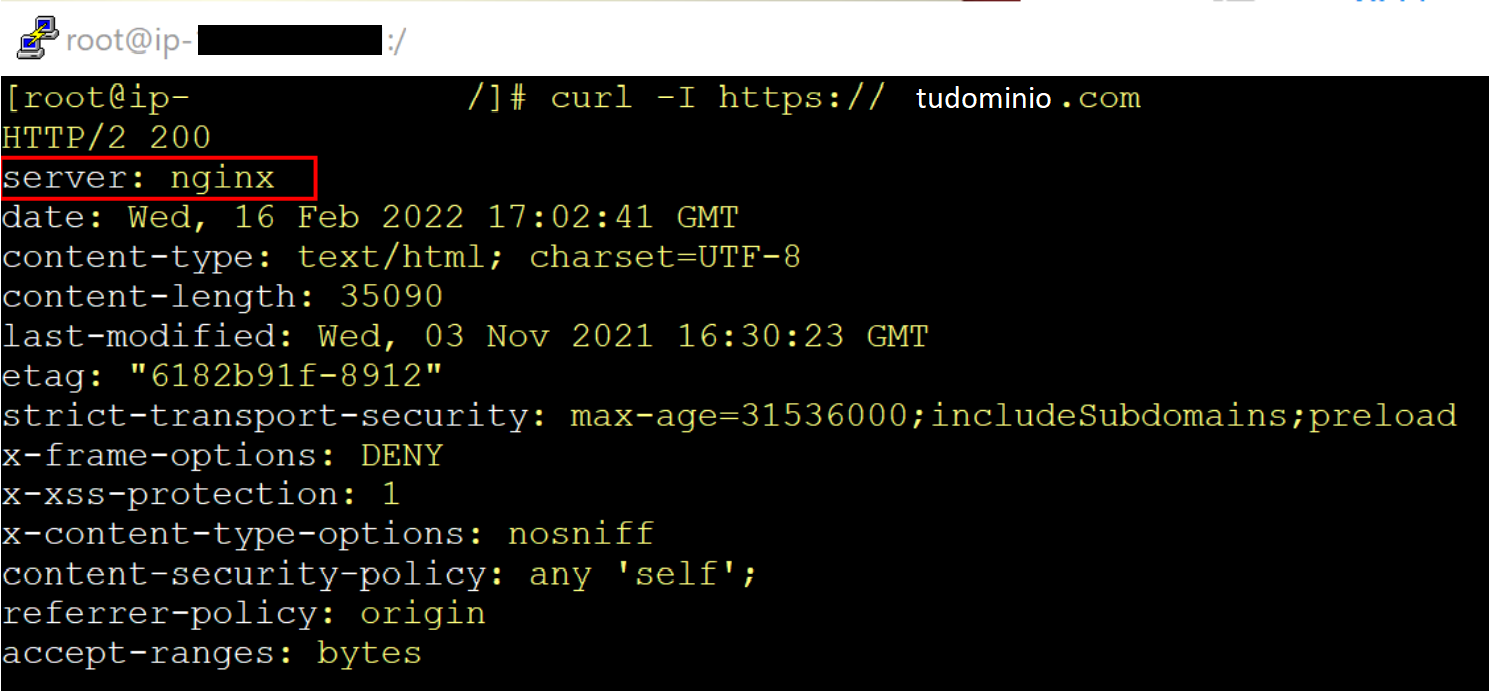 root@ip- :/
[root@ip- /]# curl -I https:// tudominio .com
HTTP/2 200
server: nginx
date: Wed, 16 Feb 2022 17:02:41 GMT
content-type: text/html; charset=UTF-8
content-length: 35090
last-modified: Wed, 03 Nov 2021 16:30:23 GMT
etag: "6182b91f-8912"
strict-transport-security: max-age=31536000;includeSubdomains;preload
x-frame-options: DENY
x-xss-protection: 1
x-content-type-options: nosniff
content-security-policy: any 'self';
referrer-policy: origin
accept-ranges: bytes